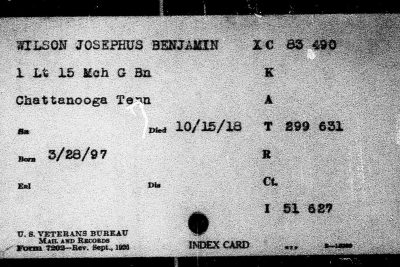 WILSON JOSEPHUS BENJAMIN XC 83 490
1 Lt 15 Mch G Bn K
Chattanooga Tenn A
Sn Died 10/15/18 T 299 631
Born 3/28/97 R
Enl Dis Ct.
I 51 627
U. S. VETERANS BUREAU
MAIL AND RECORDS
Form 7202—Rev. Sept., 1926 INDEX CARD